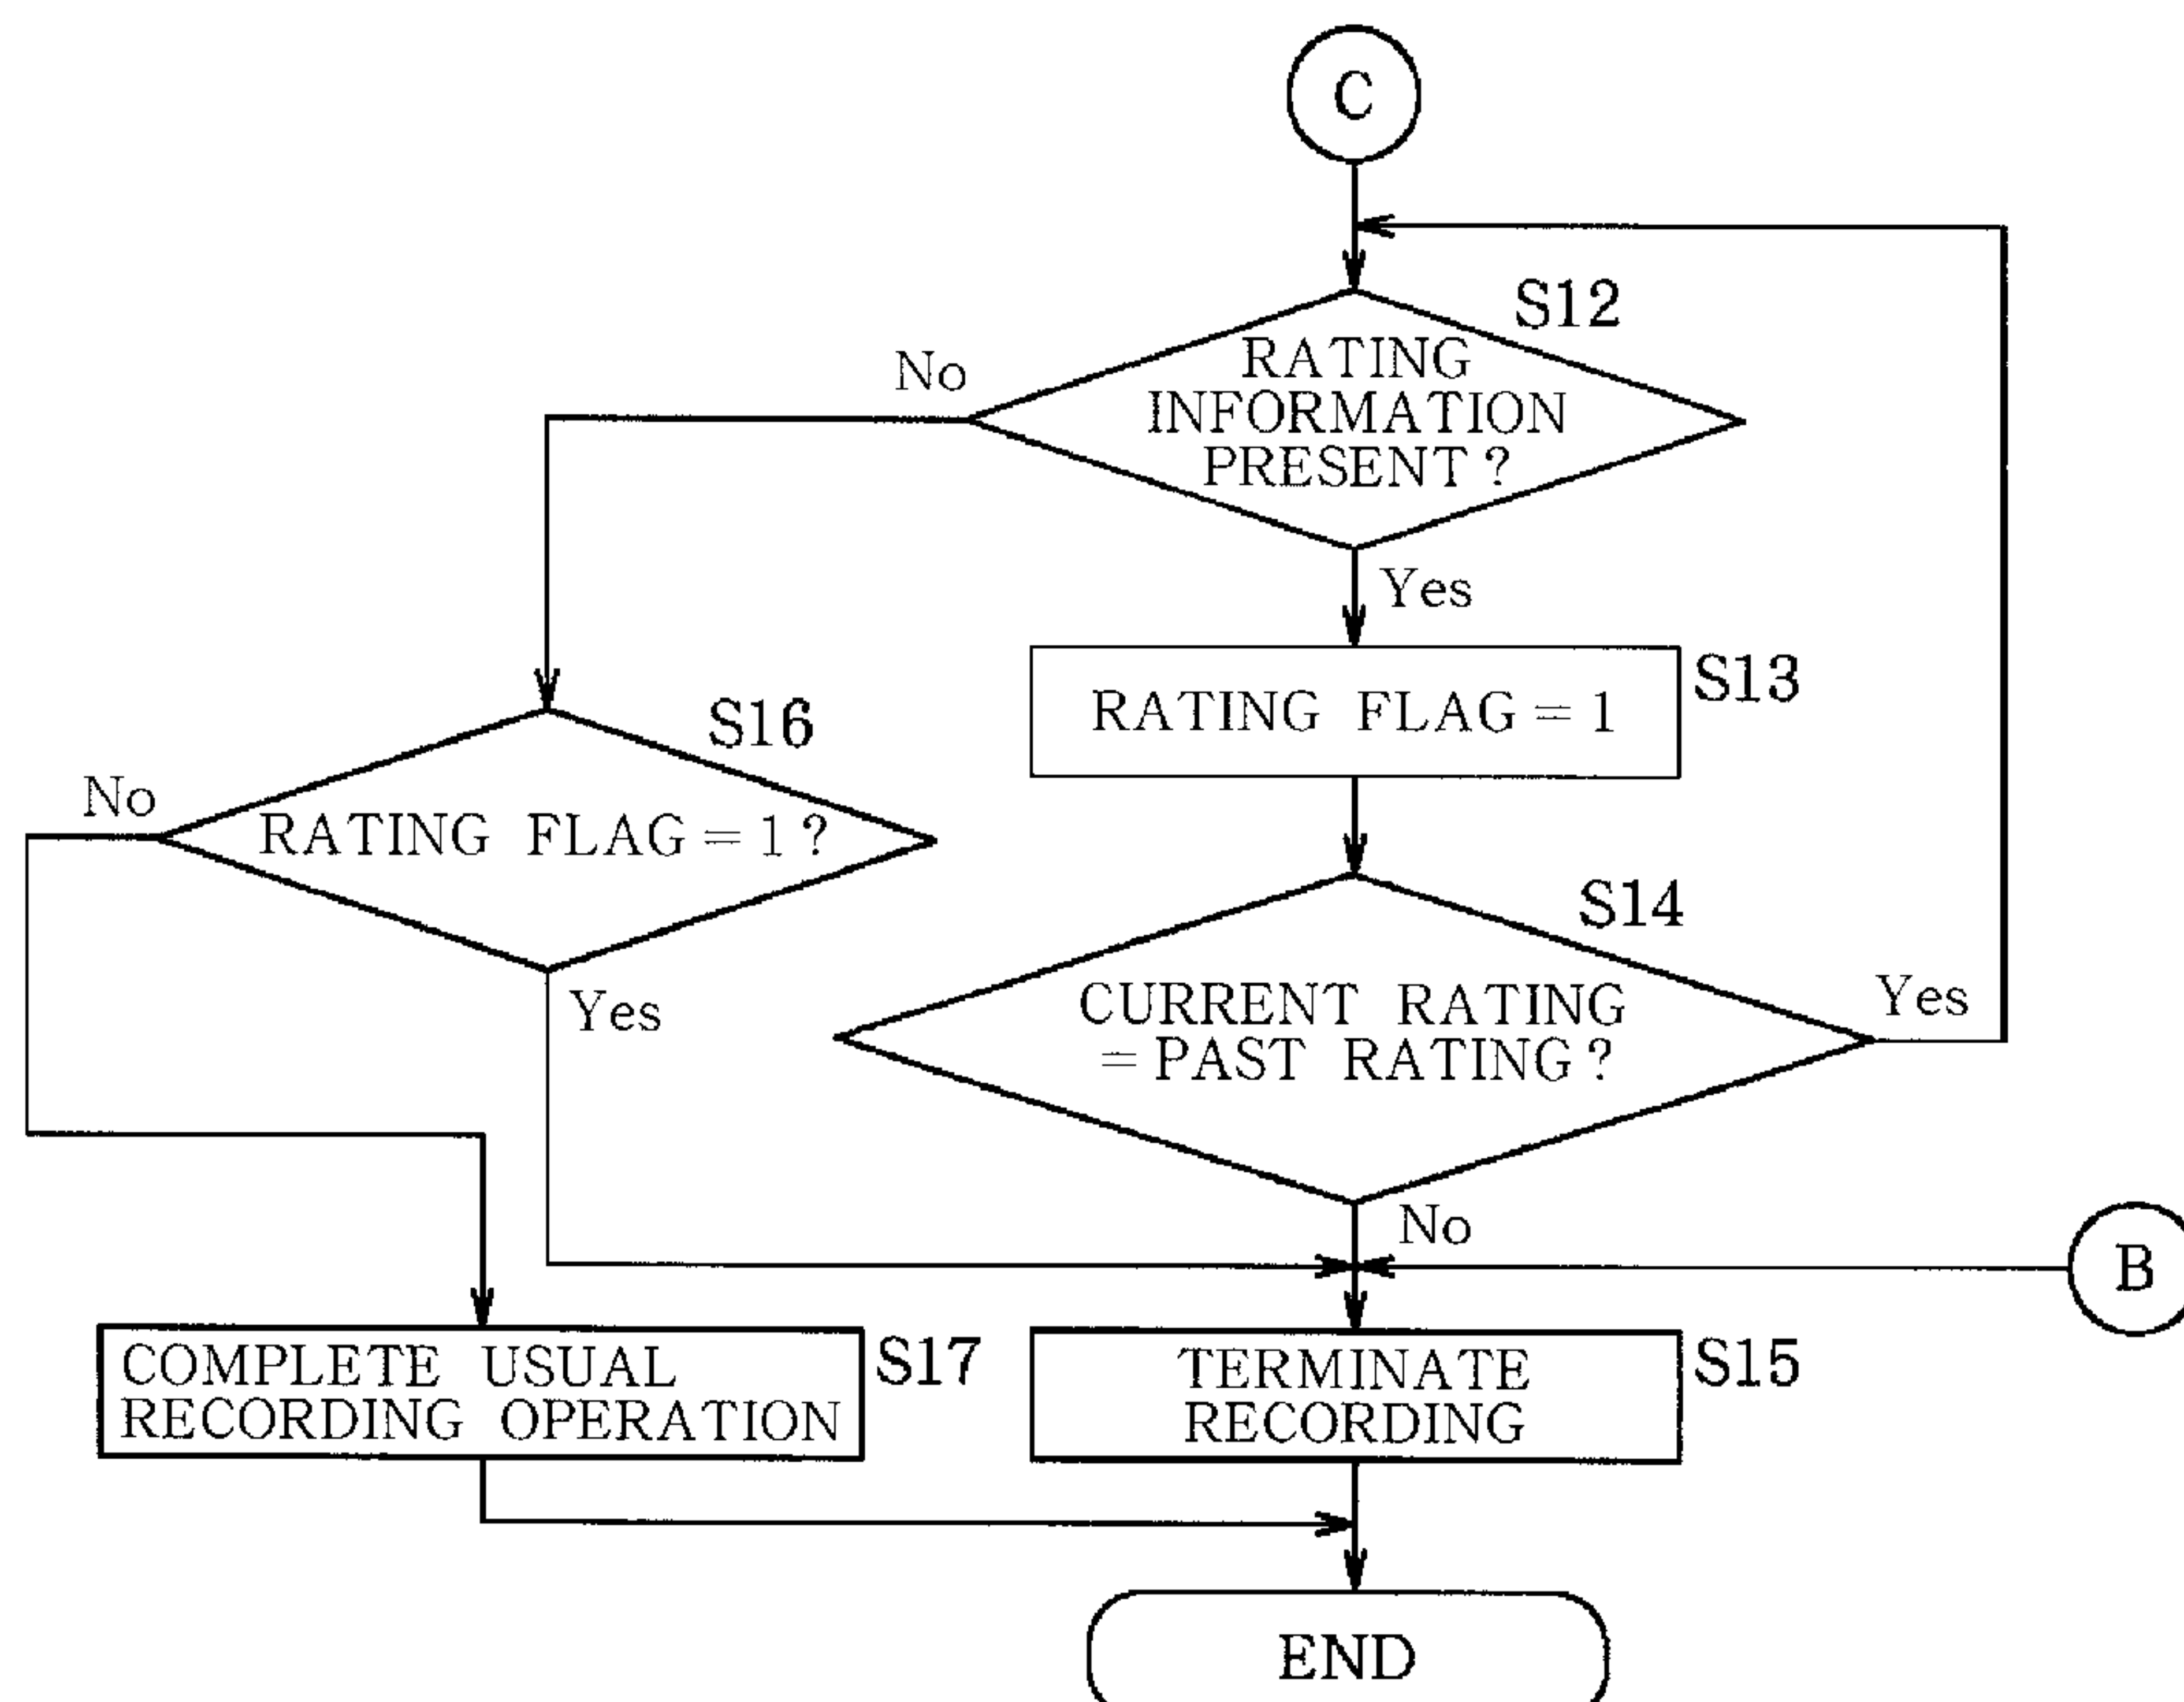 C
S12
No
RATING
INFORMATION
PRESENT?
Yes
S13
RATING FLAG=1
S16
No
RATING FLAG=1?
Yes
S14
CURRENT RATING
=PAST RATING?
Yes
No
B
COMPLETE USUAL
RECORDING OPERATION
S17
TERMINATE
RECORDING
S15
END